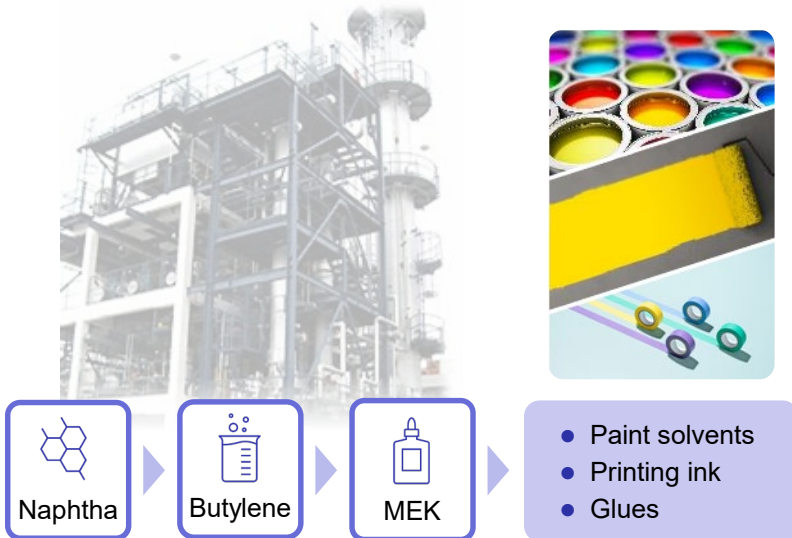 Naphtha
Butylene
MEK
● Paint solvents
● Printing ink
● Glues